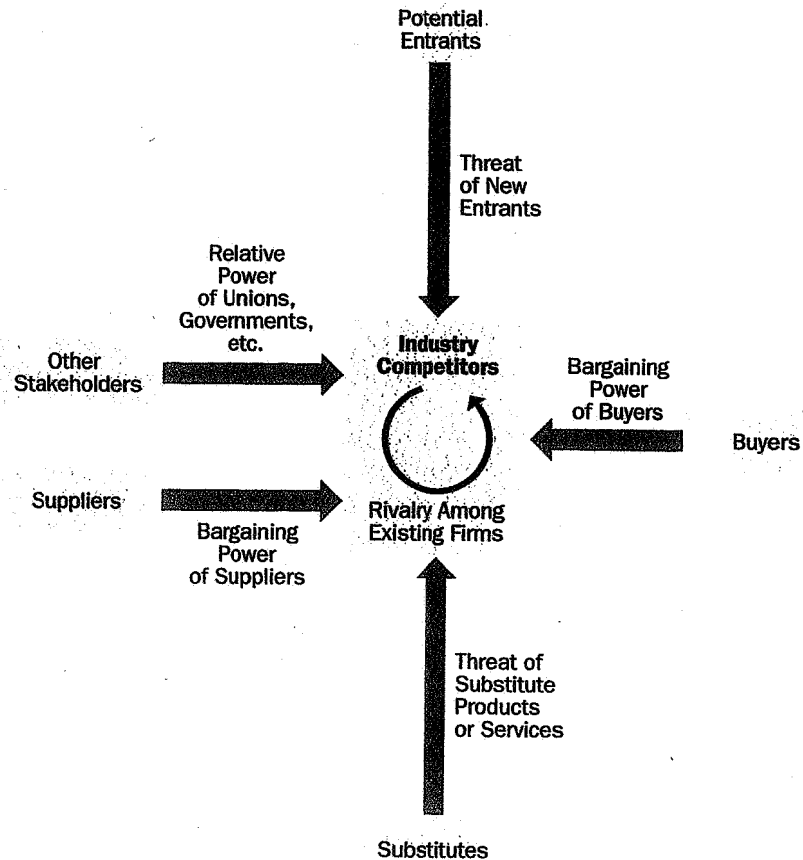 Potential
Entrants
Threat
of New
Entrants
Relative
Power
of Unions,
Governments,
etc.
Other
Stakeholders
Industry
Competitors
Bargaining
Power
of Buyers
Buyers
Suppliers
Bargaining
Power
of Suppliers
Rivalry Among
Existing Firms
Threat of
Substitute
Products
or Services
Substitutes